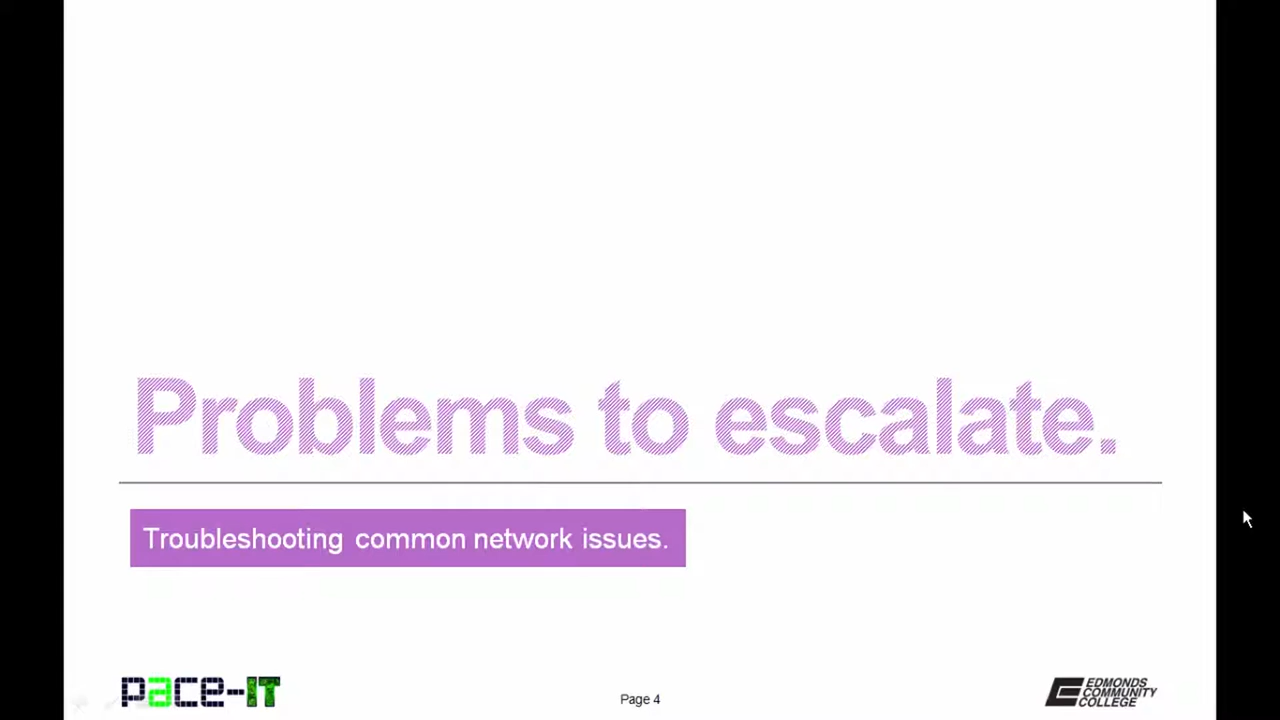 Problems to escalate.
Troubleshooting common network issues.
pace-IT
Page 4
EDMONDS
COMMUNITY
COLLEGE